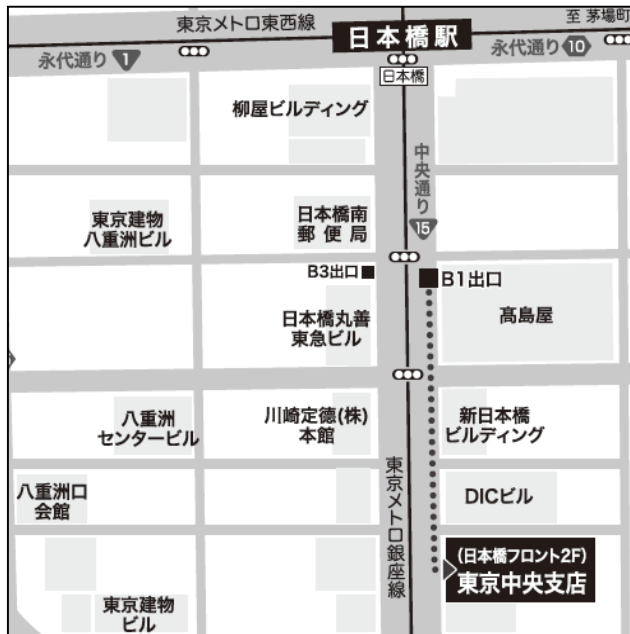 東京メトロ東西線
日本橋駅
至 茅場町
永代通り 1
永代通り 10
日本橋
柳屋ビルディング
中央通り
15
東京建物
八重洲ビル
日本橋南
郵便局
B3出口
B1出口
日本橋丸善
東急ビル
髙島屋
八重洲
センタービル
川崎定徳(株)
本館
新日本橋
ビルディング
東京メトロ銀座線
八重洲口
会館
DICビル
(日本橋フロント2F)
東京中央支店
東京建物
ビル